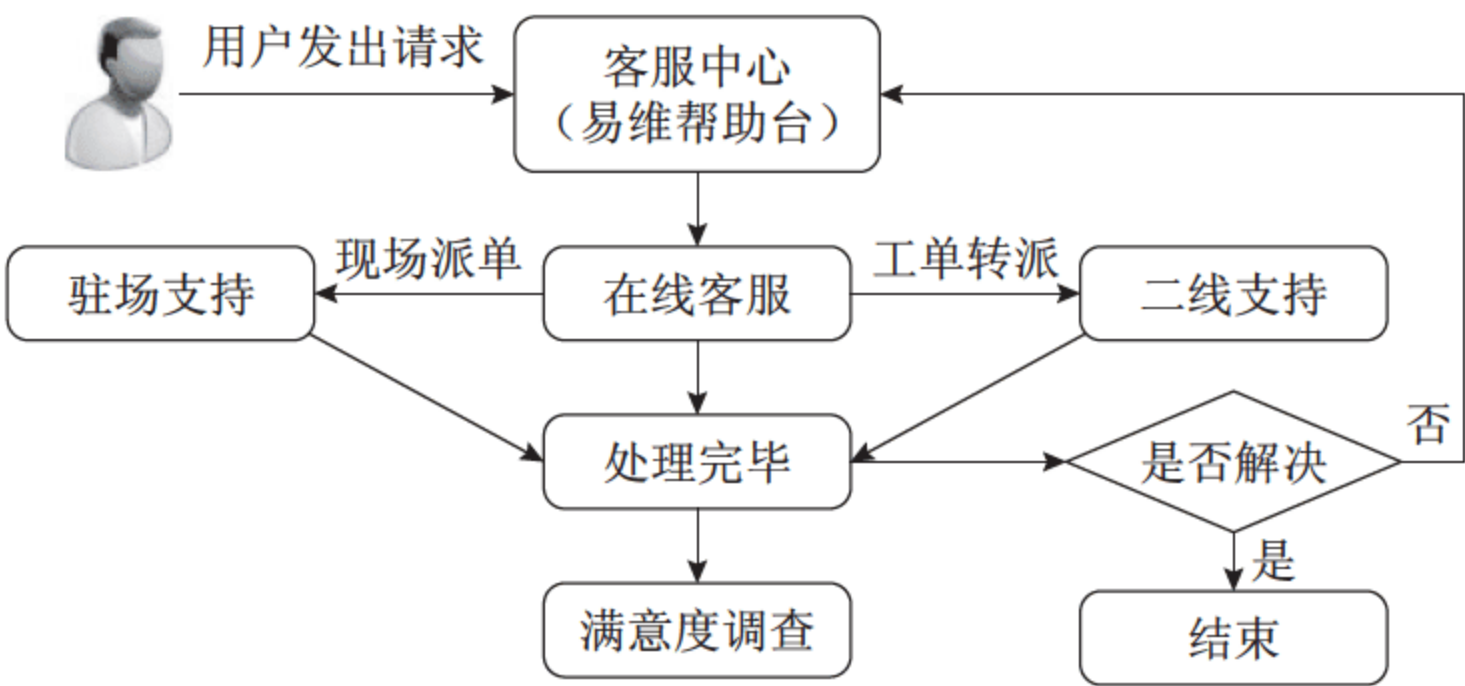 用户发出请求
客服中心
（易维帮助台）
现场派单
工单转派
驻场支持
在线客服
二线支持
处理完毕
是否解决
否
是
满意度调查
结束